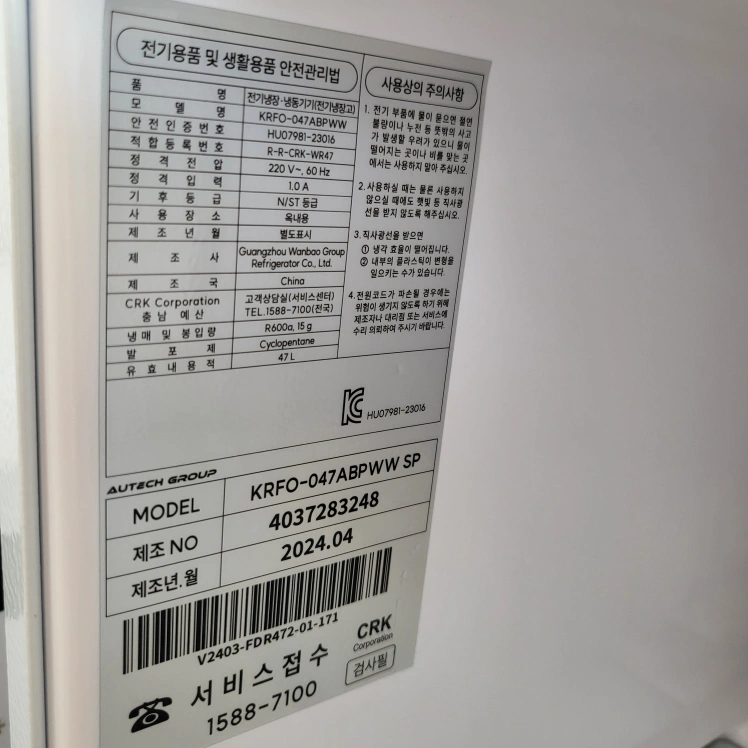 전기용품 및 생활용품 안전관리법
품 명 전기냉장·냉동기기(전기냉장고)
모 델 명 KRFO-047ABPWW
안 전 인 증 번 호 HU07981-23016
적 합 등 록 번 호 R-R-CRK-WR47
정 격 전 압 220 V~, 60 Hz
정 격 입 력 1.0 A
기 후 등 급 N/ST 등급
사 용 장 소 옥내용
제 조 년 월 별도표시
제 조 사 Guangzhou Wanbao Group
Refrigerator Co., Ltd.
제 조 국 China
CRK Corporation 고객상담실(서비스센터)
충 남 예 산 TEL.1588-7100(전국)
냉 매 및 봉 입 량 R600a, 15 g
발 포 제 Cyclopentane
유 효 내 용 적 47 L
사용상의 주의사항
1. 전기 부품에 물이 묻으면 절연
불량이나 누전 등 뜻밖의 사고
가 발생할 우려가 있으니 물이
떨어지는 곳이나 비를 맞는 곳
에서는 사용하지 말아 주십시오.
2. 사용하실 때는 물론 사용하지
않으실 때에도 햇빛 등 직사광
선을 받지 않도록 해주십시오.
3. 직사광선을 받으면
① 냉각 효율이 떨어집니다.
② 내부의 플라스틱이 변형을
일으키는 수가 있습니다.
4. 전원코드가 파손될 경우에는
위험이 생기지 않도록 하기 위해
제조자나 대리점 또는 서비스에
수리 의뢰하여 주시기 바랍니다.
HU07981-23016
AUTECH GROUP
MODEL KRFO-047ABPWW SP
제조 NO 4037283248
제조년.월 2024.04
V2403-FDR472-01-171
CRK
Corporation
서비스접수
검사필
1588-7100